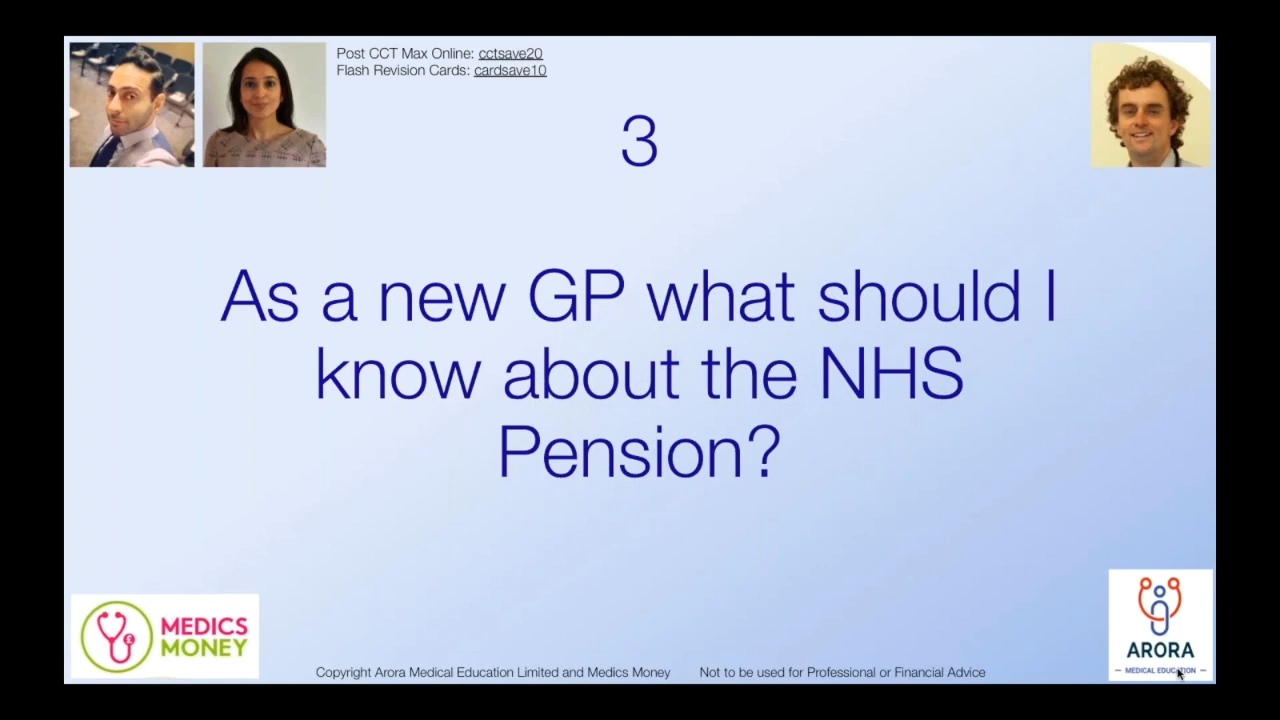 Post CCT Max Online: cctsave20
Flash Revision Cards: cardsave10
3
As a new GP what should I
know about the NHS
Pension?
MEDICS
MONEY
ARORA
MEDICAL EDUCATION
Copyright Arora Medical Education Limited and Medics Money
Not to be used for Professional or Financial Advice